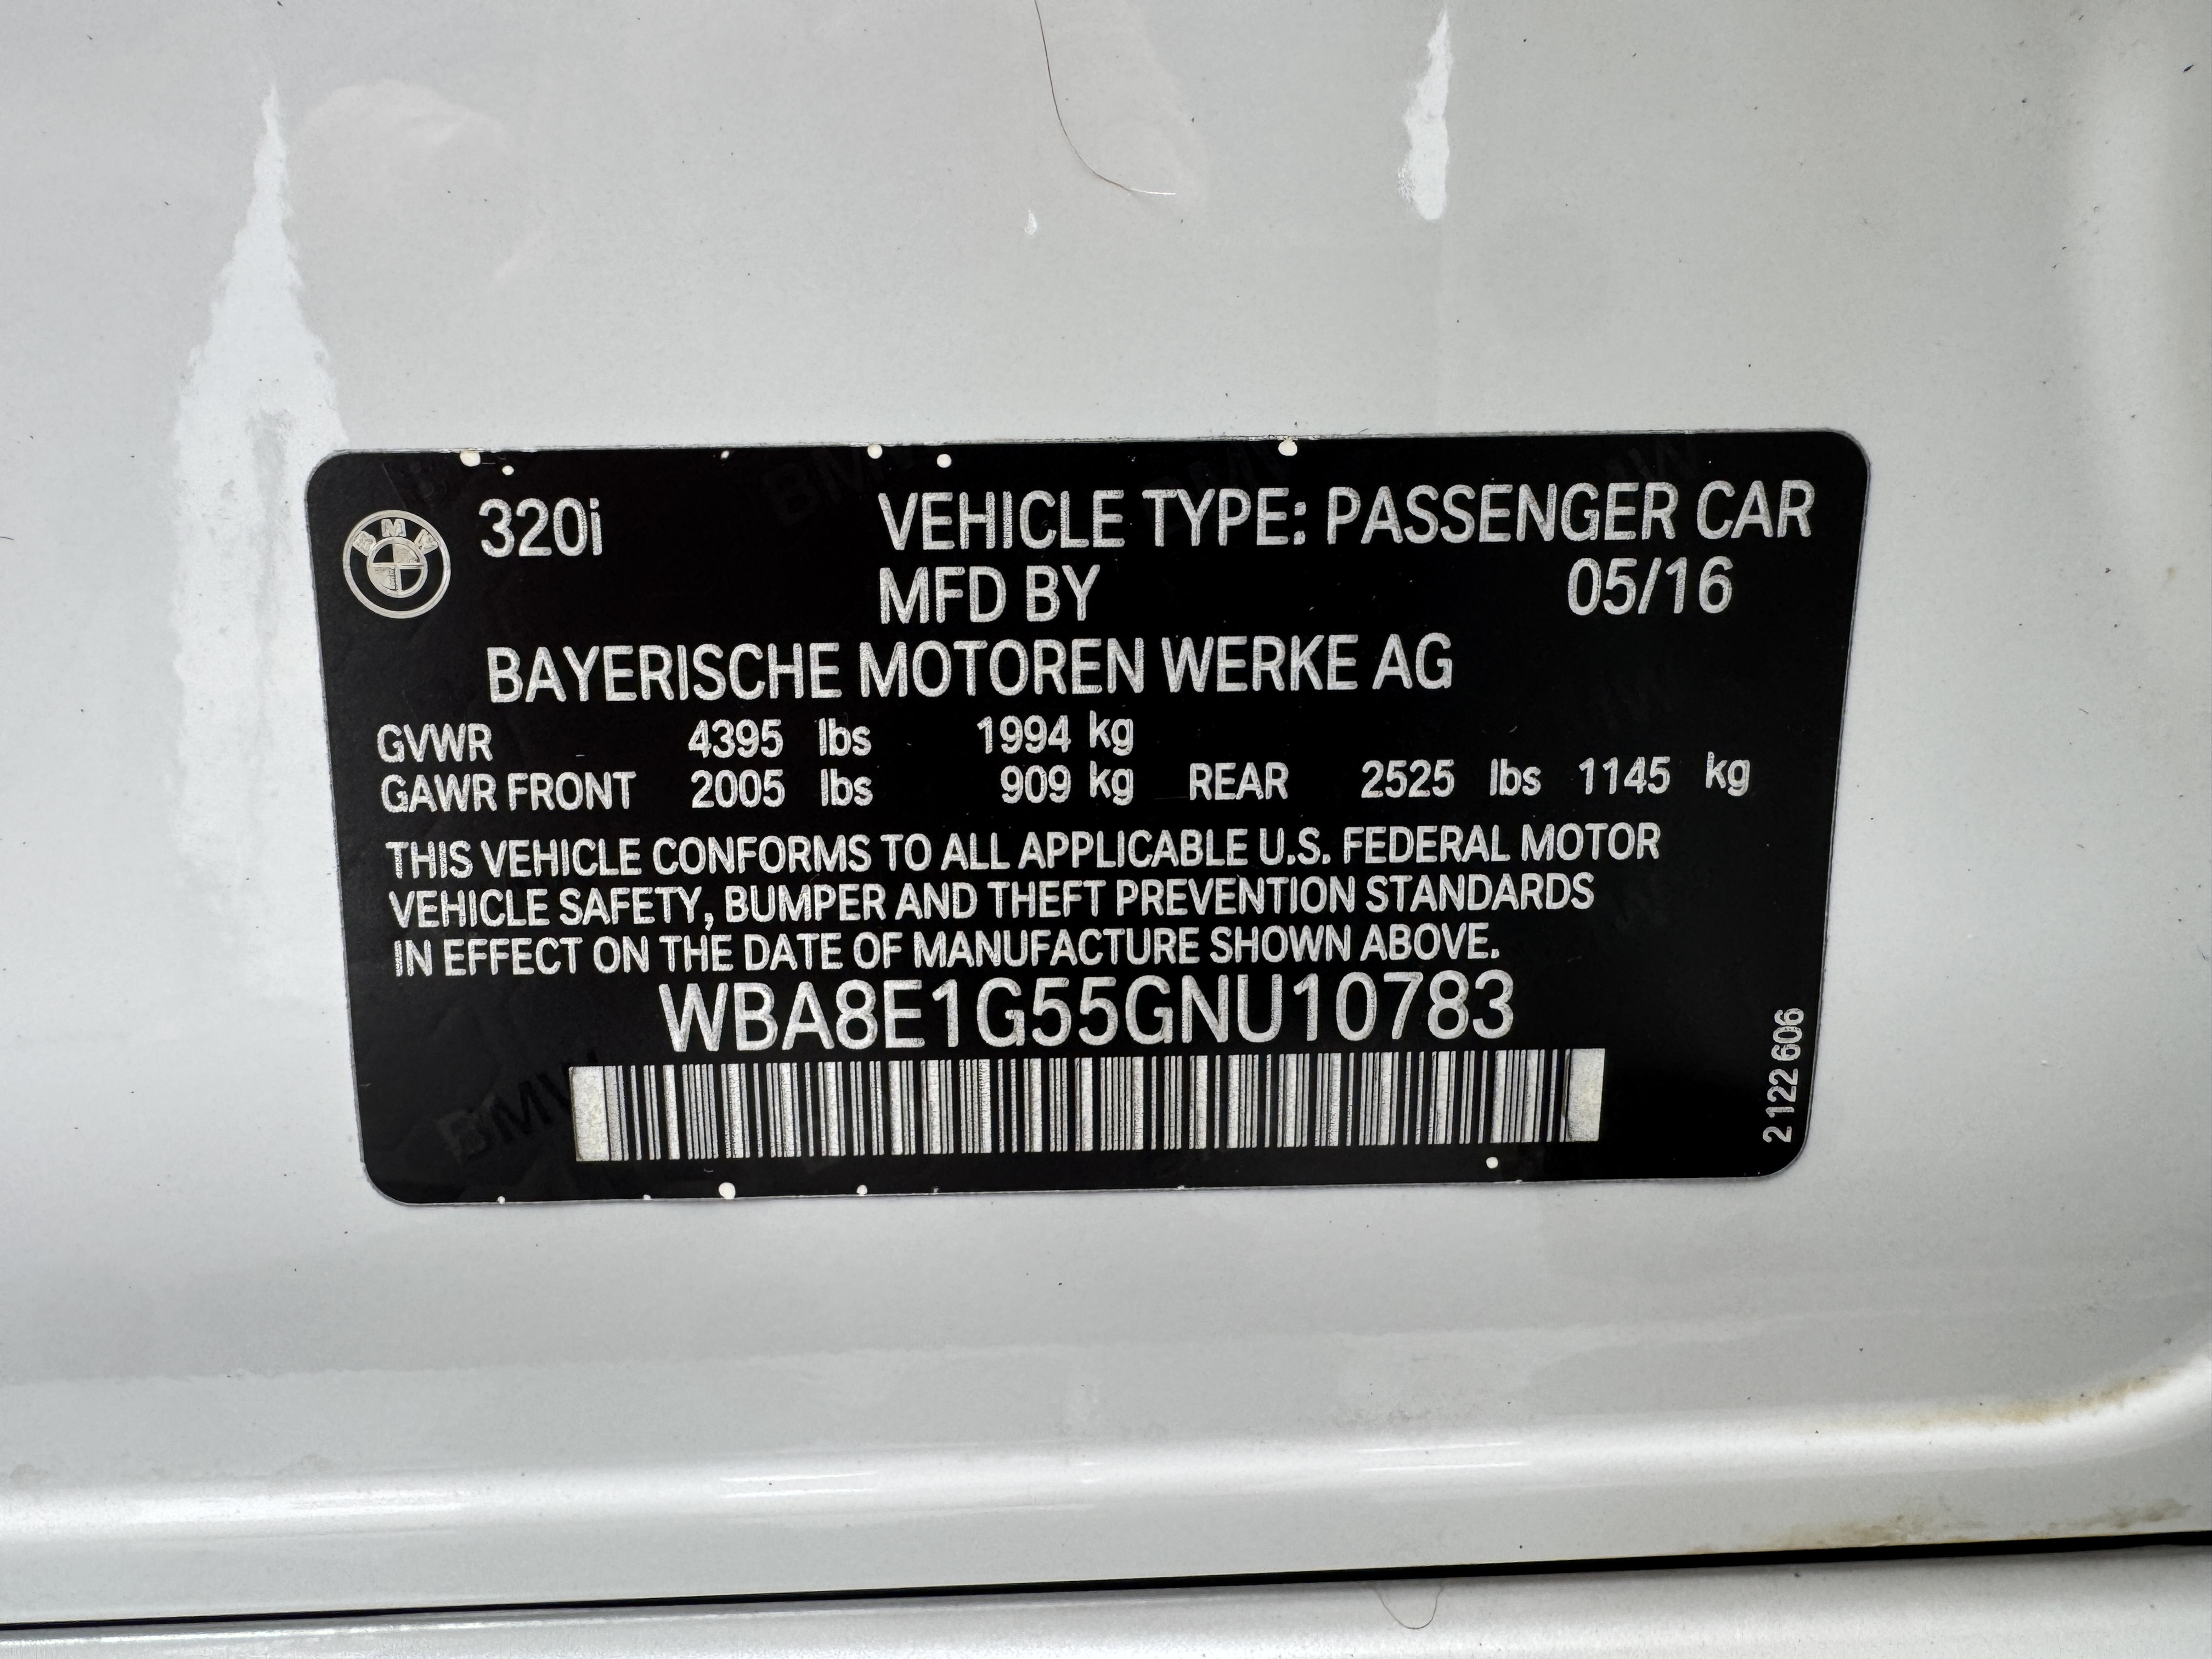 BMW 320i VEHICLE TYPE: PASSENGER CAR
MFD BY 05/16
BAYERISCHE MOTOREN WERKE AG
GVWR 4395 lbs 1994 kg
GAWR FRONT 2005 lbs 909 kg REAR 2525 lbs 1145 kg
THIS VEHICLE CONFORMS TO ALL APPLICABLE U.S. FEDERAL MOTOR
VEHICLE SAFETY, BUMPER AND THEFT PREVENTION STANDARDS
IN EFFECT ON THE DATE OF MANUFACTURE SHOWN ABOVE.
WBA8E1G55GNU10783
2 122 606